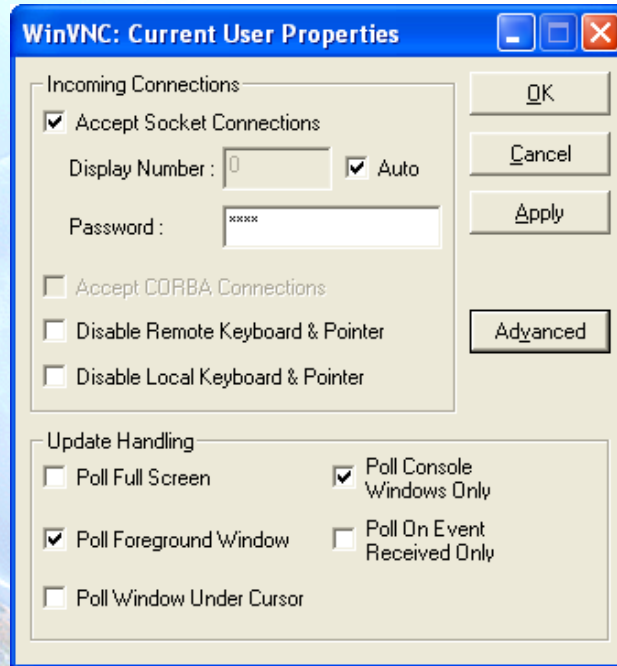 WinVNC: Current User Properties
Incoming Connections
OK
Accept Socket Connections
Display Number : 0 Auto
Cancel
Password : ****
Apply
Accept CORBA Connections
Disable Remote Keyboard & Pointer
Advanced
Disable Local Keyboard & Pointer
Update Handling
Poll Full Screen
Poll Console
Windows Only
Poll Foreground Window
Poll On Event
Received Only
Poll Window Under Cursor